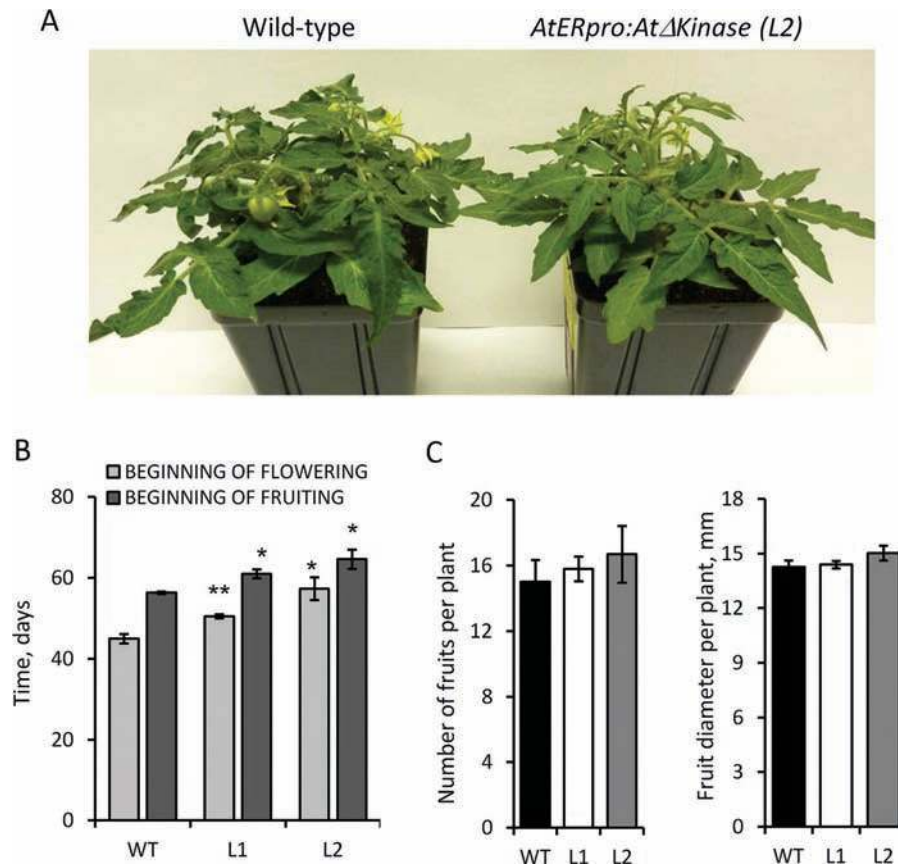 A
Wild-type
AtERpro:AtΔKinase (L2)
B
BEGINNING OF FLOWERING
BEGINNING OF FRUITING
Time, days
80
60
40
20
0
**
*
*
*
WT
L1
L2
C
Number of fruits per plant
20
16
12
8
4
0
WT
L1
L2
Fruit diameter per plant, mm
18
15
12
9
6
3
0
WT
L1
L2